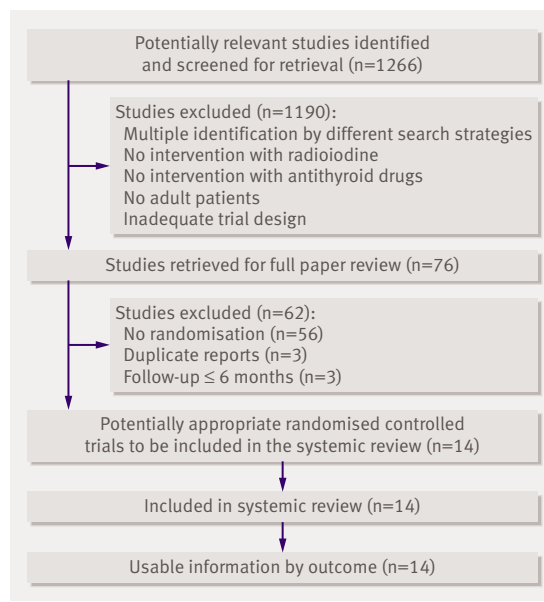 Potentially relevant studies identified
and screened for retrieval (n=1266)
Studies excluded (n=1190):
Multiple identification by different search strategies
No intervention with radioiodine
No intervention with antithyroid drugs
No adult patients
Inadequate trial design
Studies retrieved for full paper review (n=76)
Studies excluded (n=62):
No randomisation (n=56)
Duplicate reports (n=3)
Follow-up ≤ 6 months (n=3)
Potentially appropriate randomised controlled
trials to be included in the systemic review (n=14)
Included in systemic review (n=14)
Usable information by outcome (n=14)